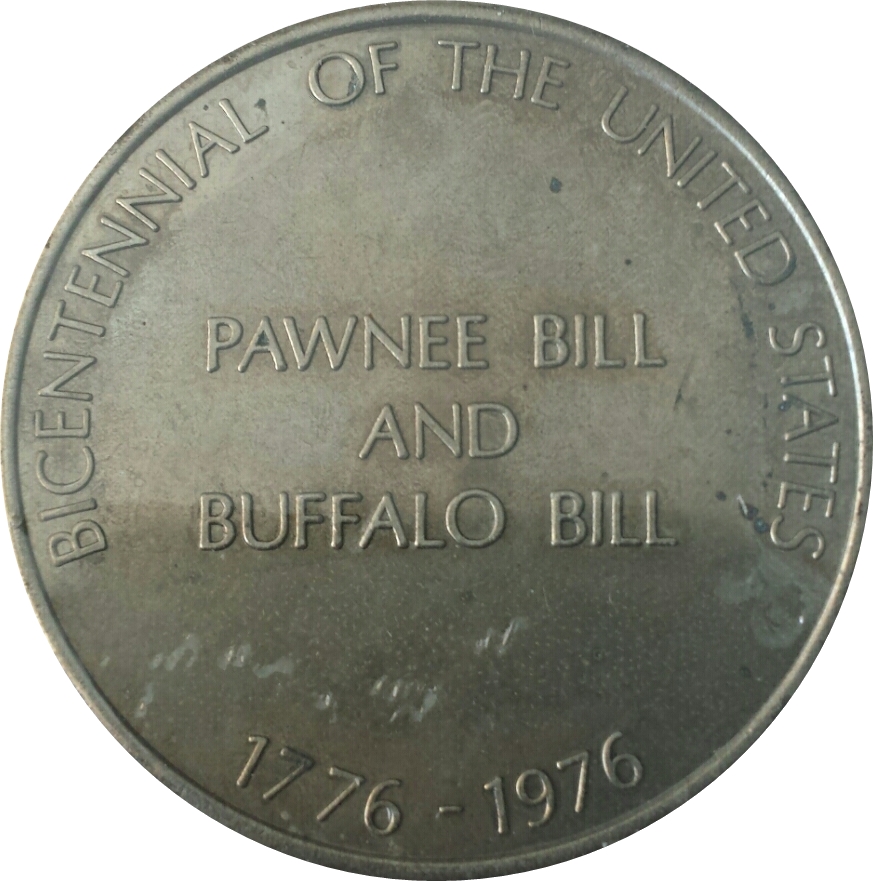 BICENTENNIAL OF THE UNITED STATES
PAWNEE BILL
AND
BUFFALO BILL
1776 - 1976